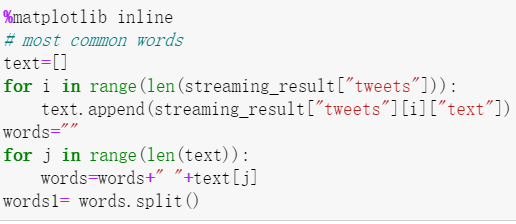 %matplotlib inline
# most common words
text=[]
for i in range(len(streaming_result["tweets"])):
    text.append(streaming_result["tweets"][i]["text"])
words=""
for j in range(len(text)):
    words=words+" "+text[j]
words1= words.split()